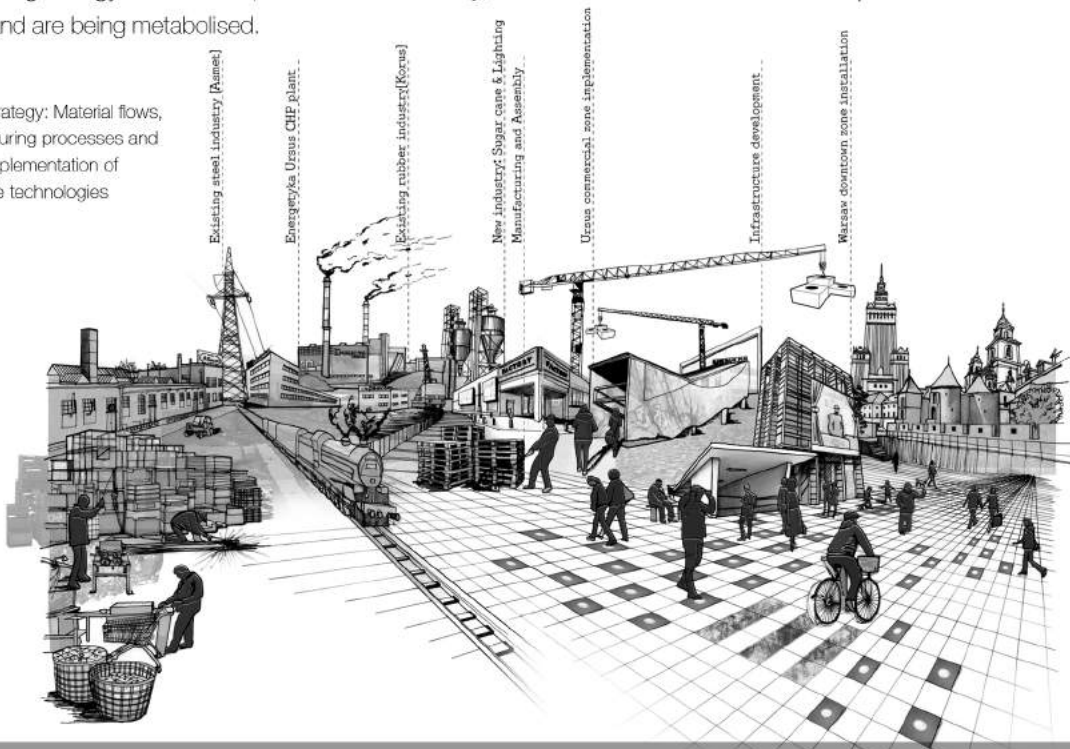 and are being metabolised.
Existing steel industry [Asmet]
Energetyka Ursus CHP plant
Existing rubber industry[Korus]
New industry: Sugar cane & Lighting
Manufacturing and Assembly
Ursus commercial zone implementation
Infrastructure development
Warsaw downtown zone installation
rategy: Material flows,
uring processes and
plementation of
e technologies